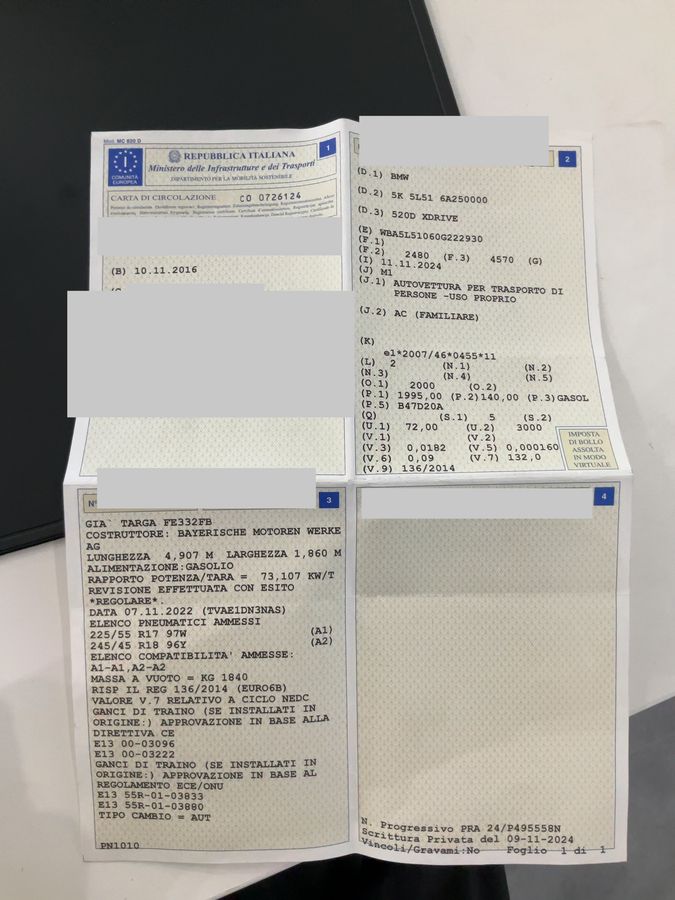 Mod. MC 820 D
1
REPUBBLICA ITALIANA
Ministero delle Infrastrutture e dei Trasporti
DIPARTIMENTO PER LA MOBILITÀ SOSTENIBILE
COMUNITÀ EUROPEA
I
CARTA DI CIRCOLAZIONE CO 0726124
(B) 10.11.2016
2
(D.1) BMW
(D.2) 5K 5L51 6A250000
(D.3) 520D XDRIVE
(E) WBA5L51060G222930
(F.1)
(F.2) 2480 (F.3) 4570 (G)
(I) 11.11.2024
(J) M1
(J.1) AUTOVETTURA PER TRASPORTO DI
PERSONE -USO PROPRIO
(J.2) AC (FAMILIARE)
(K)
e1*2007/46*0455*11
(L) 2 (N.1) (N.2)
(N.3) (N.4) (N.5)
(O.1) 2000 (O.2)
(P.1) 1995,00 (P.2)140,00 (P.3)GASOL
(P.5) B47D20A
(Q) (S.1) 5 (S.2)
(U.1) 72,00 (U.2) 3000
(V.1) (V.2)
(V.3) 0,0182 (V.5) 0,000160
(V.6) 0,09 (V.7) 132,0
(V.9) 136/2014
IMPOSTA
DI BOLLO
ASSOLTA
IN MODO
VIRTUALE
3
GIA` TARGA FE332FB
COSTRUTTORE: BAYERISCHE MOTOREN WERKE
AG
LUNGHEZZA 4,907 M LARGHEZZA 1,860 M
ALIMENTAZIONE:GASOLIO
RAPPORTO POTENZA/TARA = 73,107 KW/T
REVISIONE EFFETTUATA CON ESITO
*REGOLARE*.
DATA 07.11.2022 (TVAE1DN3NAS)
ELENCO PNEUMATICI AMMESSI
225/55 R17 97W (A1)
245/45 R18 96Y (A2)
ELENCO COMPATIBILITA' AMMESSE:
A1-A1,A2-A2
MASSA A VUOTO = KG 1840
RISP IL REG 136/2014 (EURO6B)
VALORE V.7 RELATIVO A CICLO NEDC
GANCI DI TRAINO (SE INSTALLATI IN
ORIGINE:) APPROVAZIONE IN BASE ALLA
DIRETTIVA CE
E13 00-03096
E13 00-03222
GANCI DI TRAINO (SE INSTALLATI IN
ORIGINE:) APPROVAZIONE IN BASE AL
REGOLAMENTO ECE/ONU
E13 55R-01-03833
E13 55R-01-03880
TIPO CAMBIO = AUT
PN1010
4
N. Progressivo PRA 24/P495558N
Scrittura Privata del 09-11-2024
Vincoli/Gravami:No Foglio 1 di 1